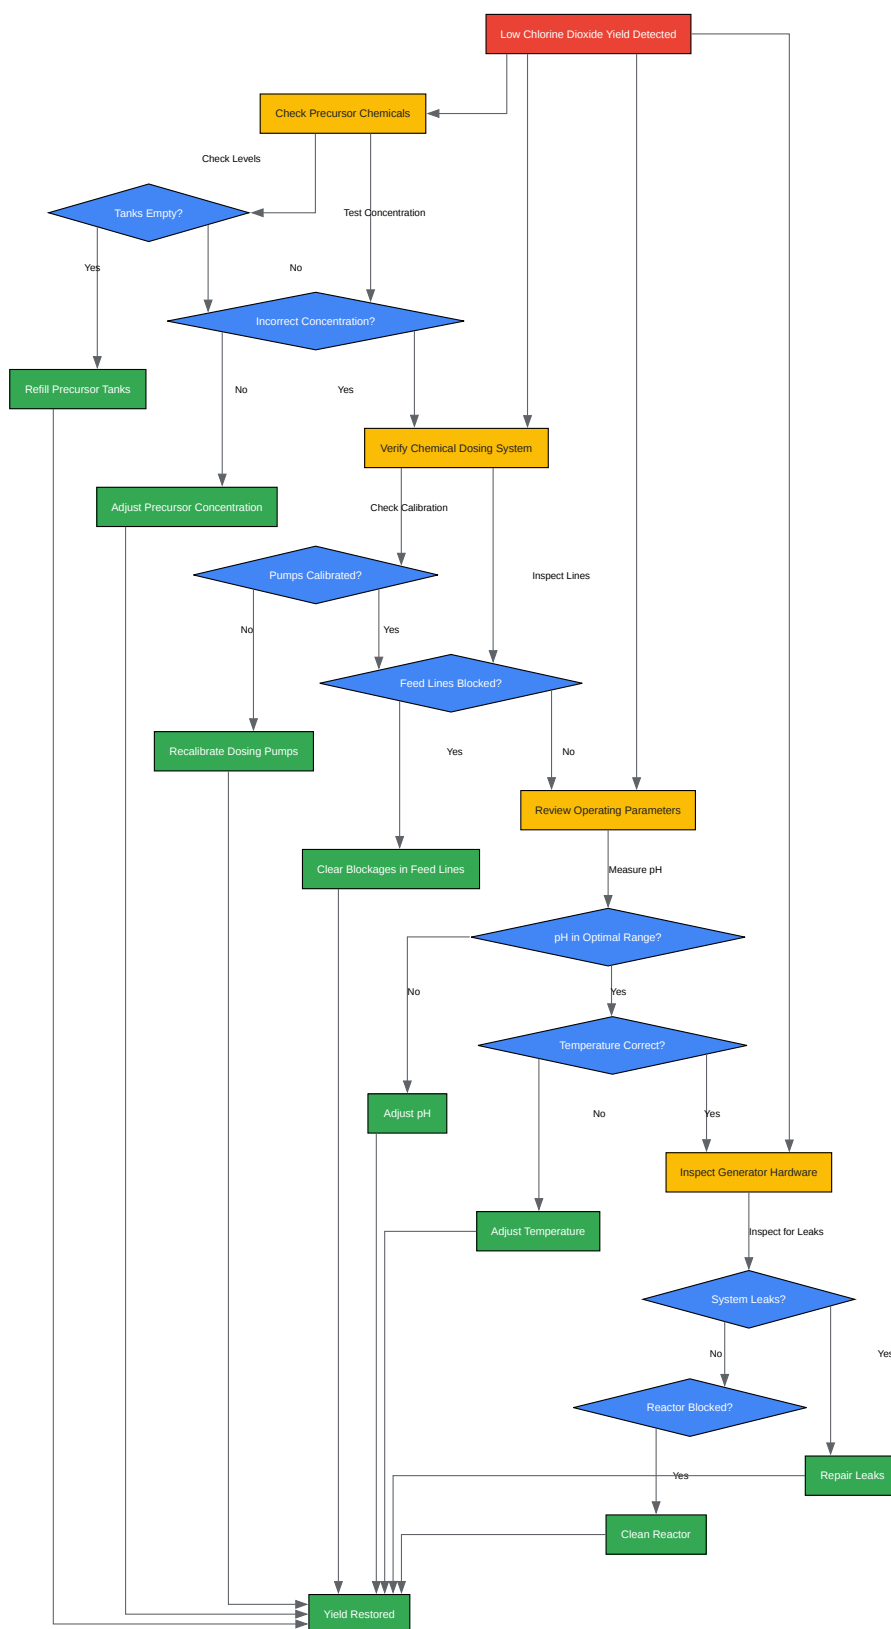 Low Chlorine Dioxide Yield Detected
Check Precursor Chemicals
Check Levels
Tanks Empty?
Test Concentration
Yes
No
Incorrect Concentration?
Refill Precursor Tanks
No
Yes
Verify Chemical Dosing System
Adjust Precursor Concentration
Check Calibration
Pumps Calibrated?
Inspect Lines
No
Yes
Feed Lines Blocked?
Recalibrate Dosing Pumps
Yes
No
Review Operating Parameters
Clear Blockages in Feed Lines
Measure pH
pH in Optimal Range?
No
Yes
Temperature Correct?
Adjust pH
No
Yes
Inspect Generator Hardware
Adjust Temperature
Inspect for Leaks
System Leaks?
No
Yes
Reactor Blocked?
Repair Leaks
Yes
Clean Reactor
Yield Restored